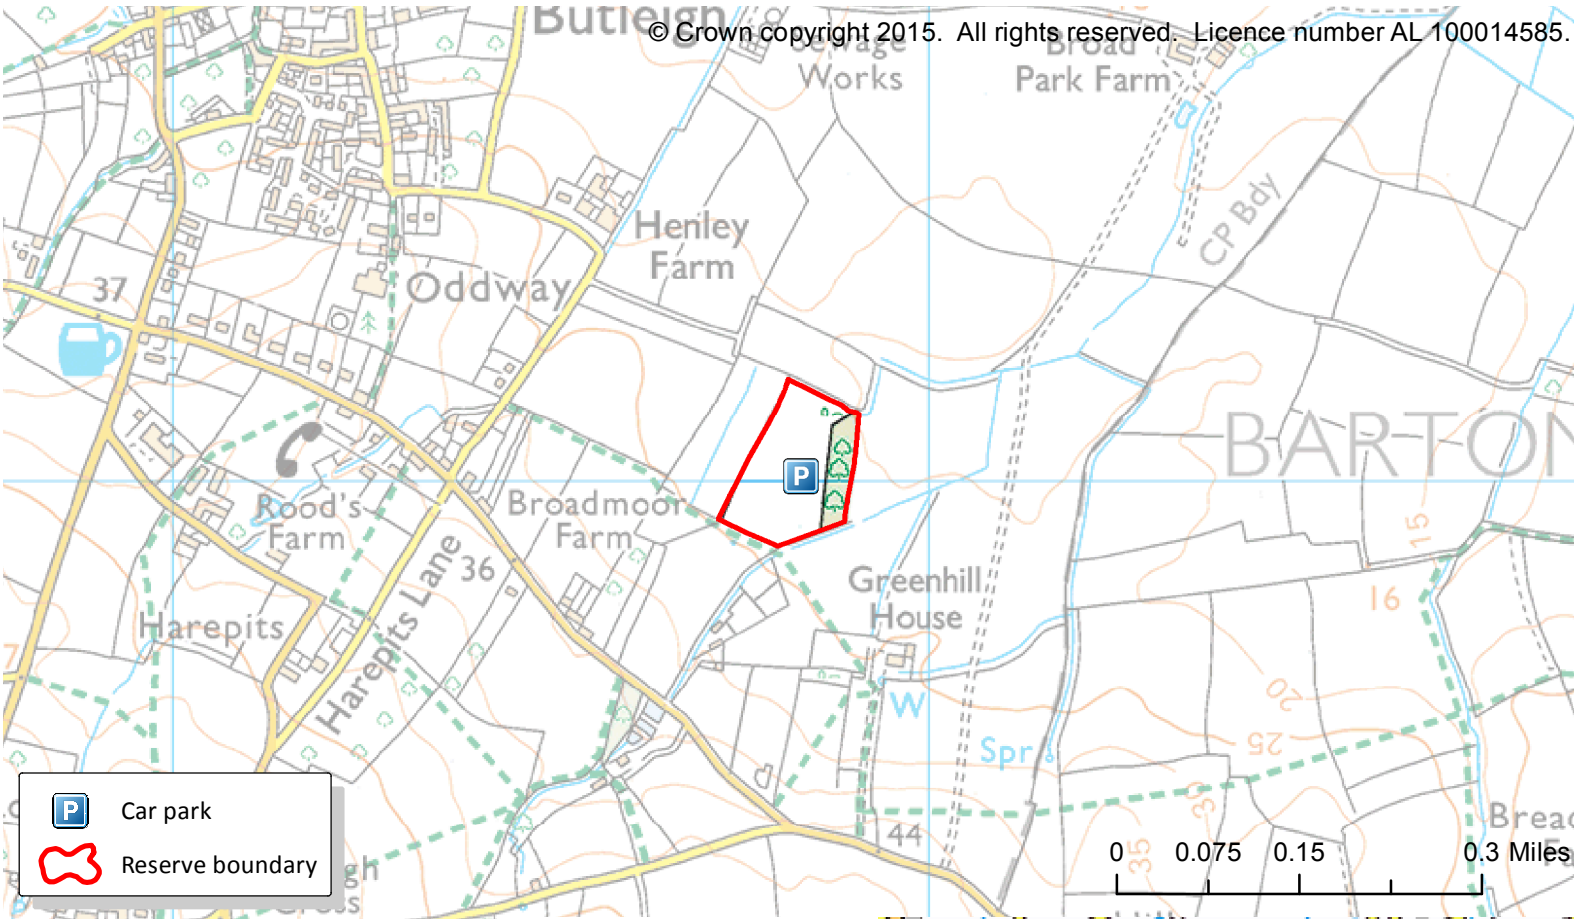 Butleigh
© Crown copyright 2015. All rights reserved. Licence number AL 100014585.
Sewage
Works
Broad
Park Farm
CP Bdy
Henley
Farm
37
Oddway
BARTON
Rood's
Farm
Broadmoor
Farm
36
Harepits Lane
Harepits
Greenhill
House
15
16
W
Spr
20
25
30
35
44
7
P
P Car park
Reserve boundary
0 0.075 0.15 0.3 Miles